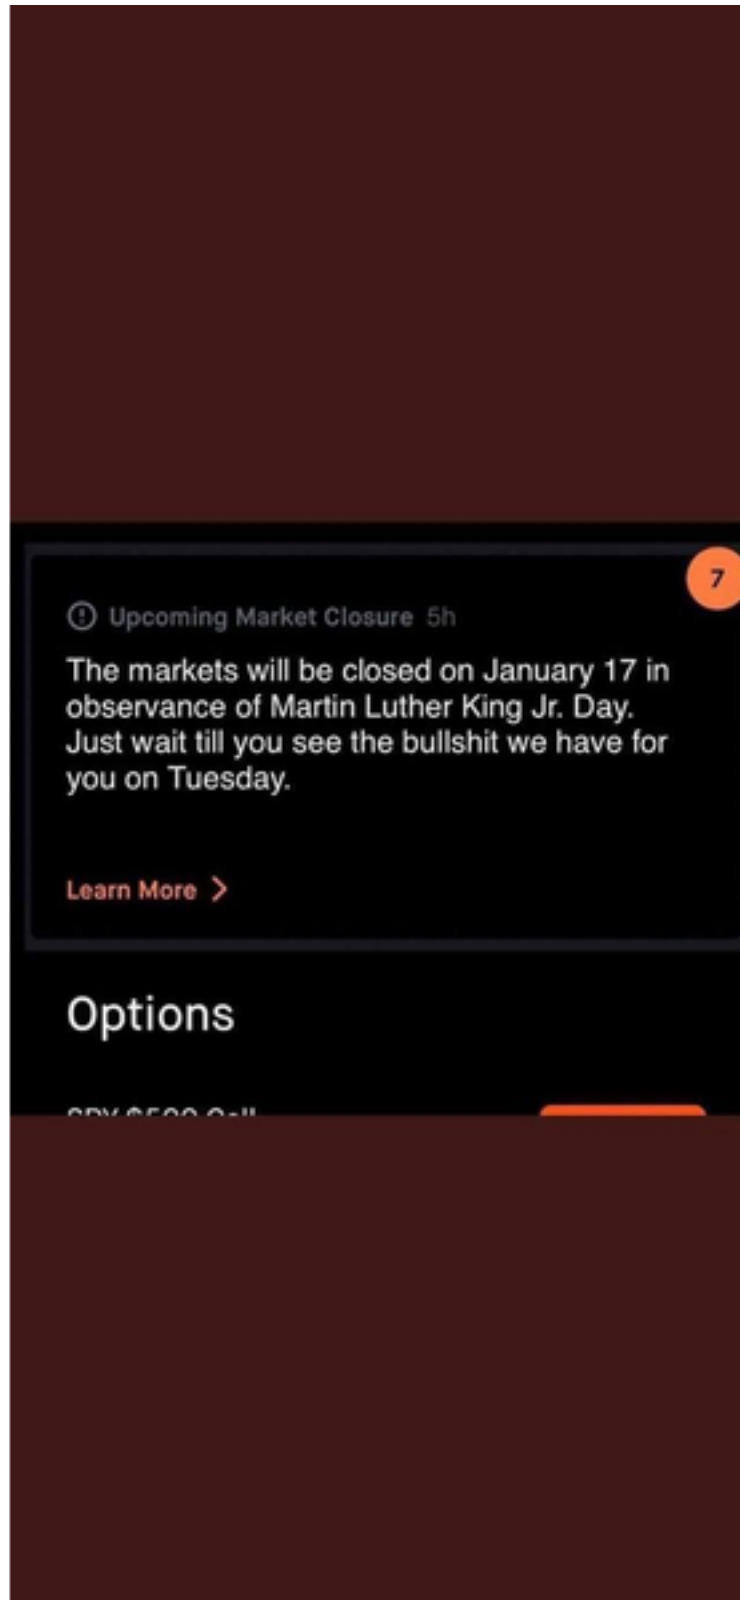 7
Upcoming Market Closure 5h
The markets will be closed on January 17 in
observance of Martin Luther King Jr. Day.
Just wait till you see the bullshit we have for
you on Tuesday.
Learn More
Options
Call